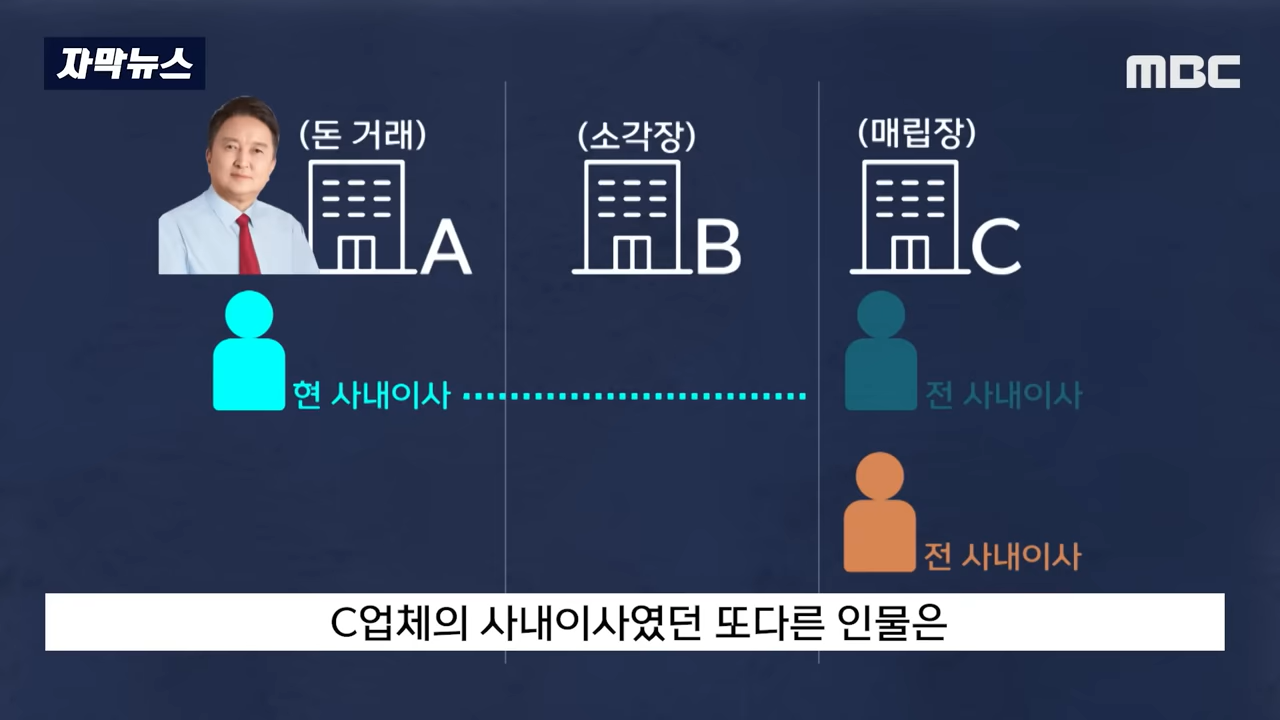 자막뉴스
MBC
(돈 거래)
(소각장)
(매립장)
A
B
C
현 사내이사
전 사내이사
전 사내이사
C업체의 사내이사였던 또다른 인물은